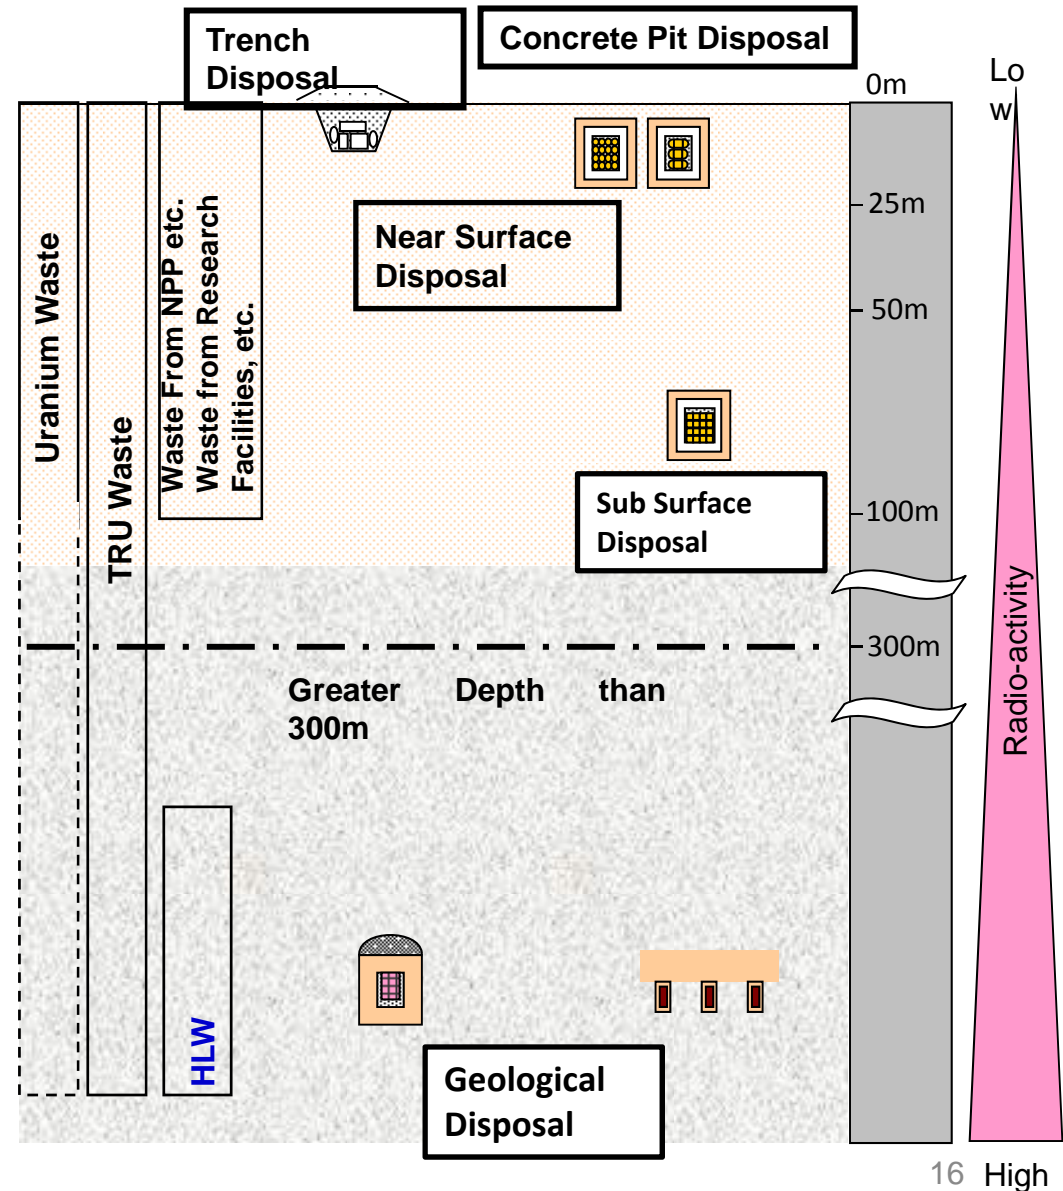 Trench
Disposal
Concrete Pit Disposal
0m
Lo
w
25m
Near Surface
Disposal
50m
Uranium Waste
TRU Waste
Waste From NPP etc.
Waste from Research
Facilities, etc.
Sub Surface
Disposal
100m
300m
Greater Depth than
300m
Radio-activity
HLW
Geological
Disposal
16
High